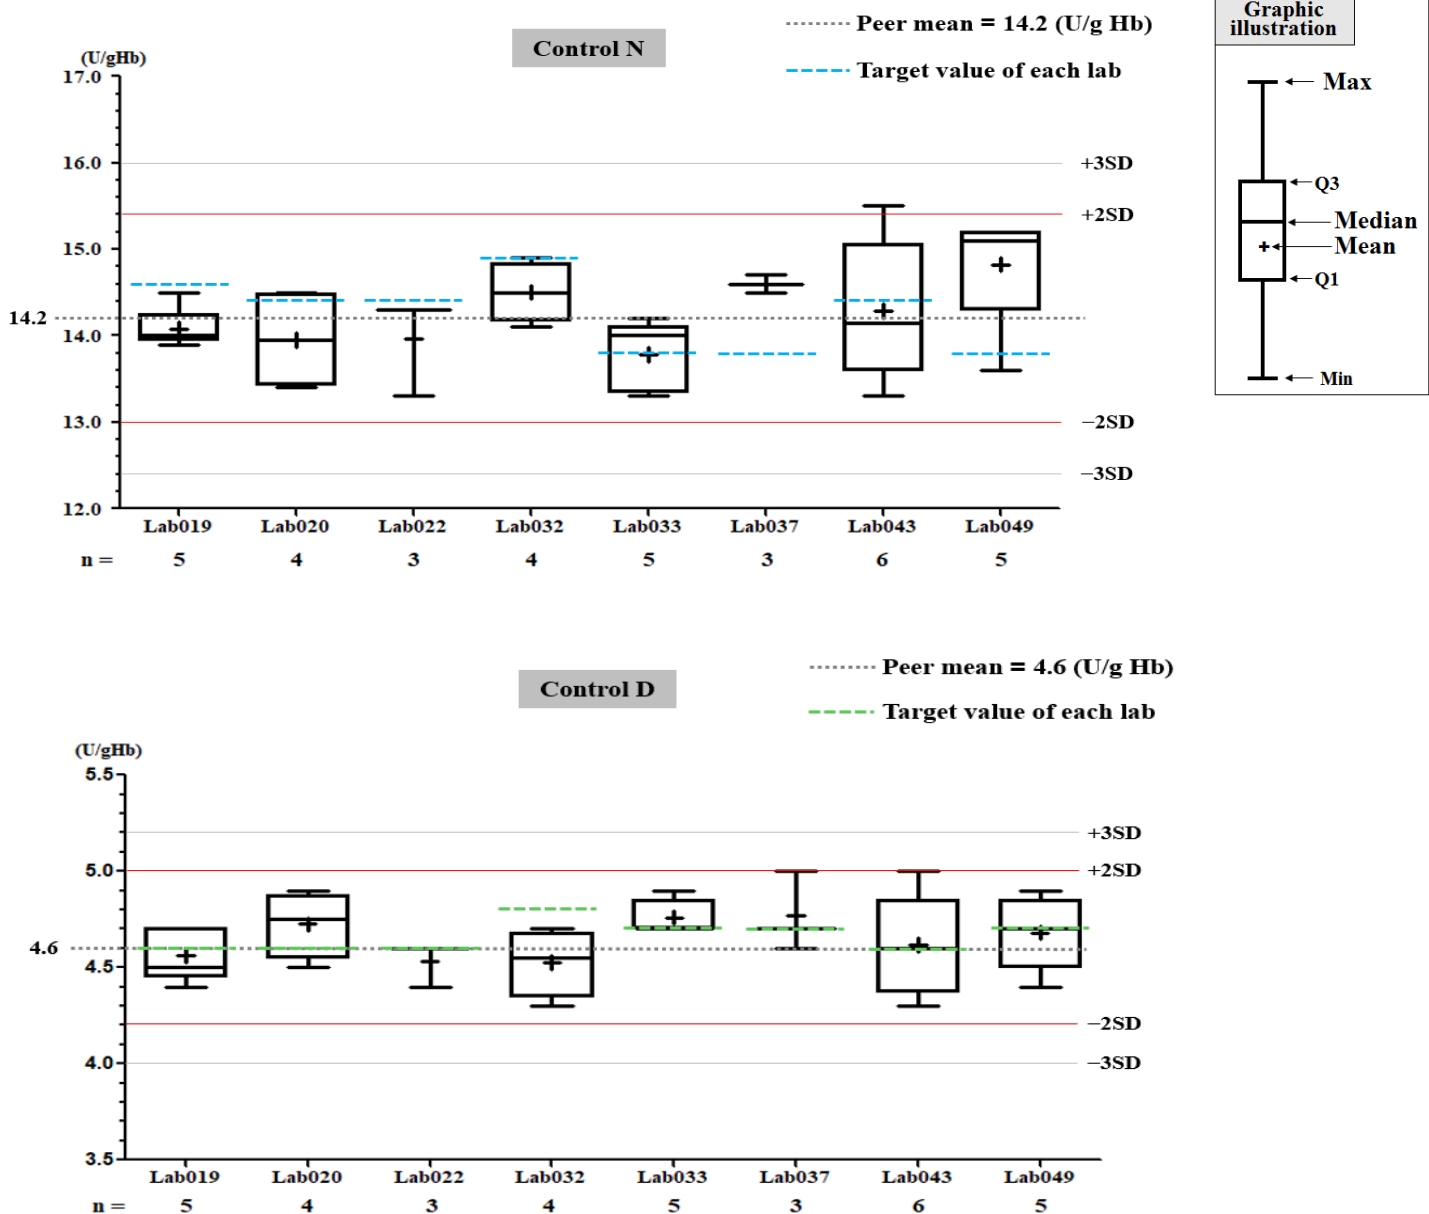 Control N
Peer mean = 14.2 (U/g Hb)
Target value of each lab
Graphic
illustration
Max
Q3
Median
Mean
Q1
Min
(U/gHb)
17.0
16.0
15.0
14.2
14.0
13.0
12.0
+3SD
+2SD
−2SD
−3SD
Lab019 Lab020 Lab022 Lab032 Lab033 Lab037 Lab043 Lab049
n = 5 4 3 4 5 3 6 5
Control D
Peer mean = 4.6 (U/g Hb)
Target value of each lab
(U/gHb)
5.5
5.0
4.6
4.5
4.0
3.5
+3SD
+2SD
−2SD
−3SD
Lab019 Lab020 Lab022 Lab032 Lab033 Lab037 Lab043 Lab049
n = 5 4 3 4 5 3 6 5